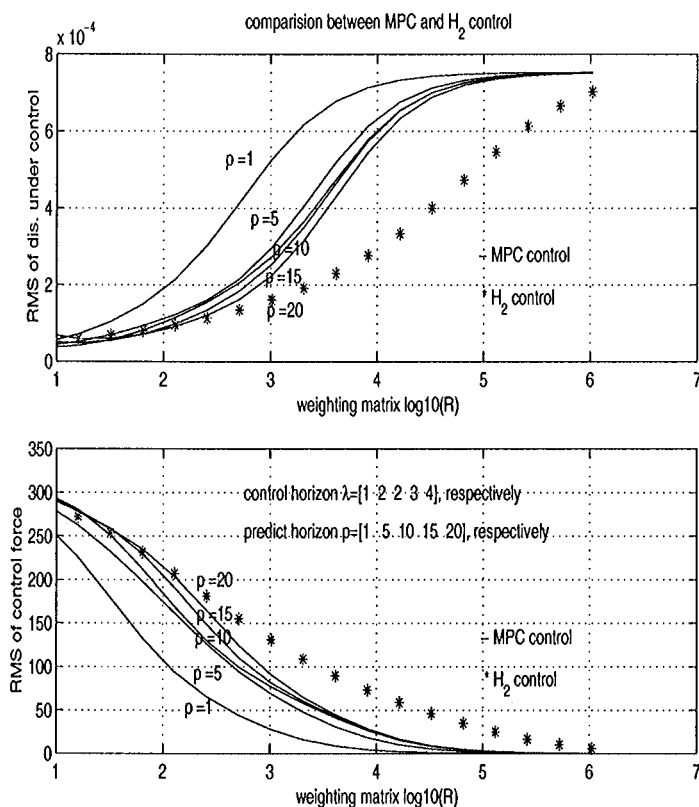 comparision between MPC and H2 control
x 10^-4
8
6
4
2
0
RMS of dis. under control
p=1
p=5
p=10
p=15
p=20
- MPC control
* H2 control
1 2 3 4 5 6 7
weighting matrix log10(R)
350
300
250
200
150
100
50
0
RMS of control force
control horizon λ=[1 2 2 3 4], respectively
predict horizon p=[1 5 10 15 20], respectively
p=20
p=15
p=10
p=5
p=1
- MPC control
* H2 control
1 2 3 4 5 6 7
weighting matrix log10(R)